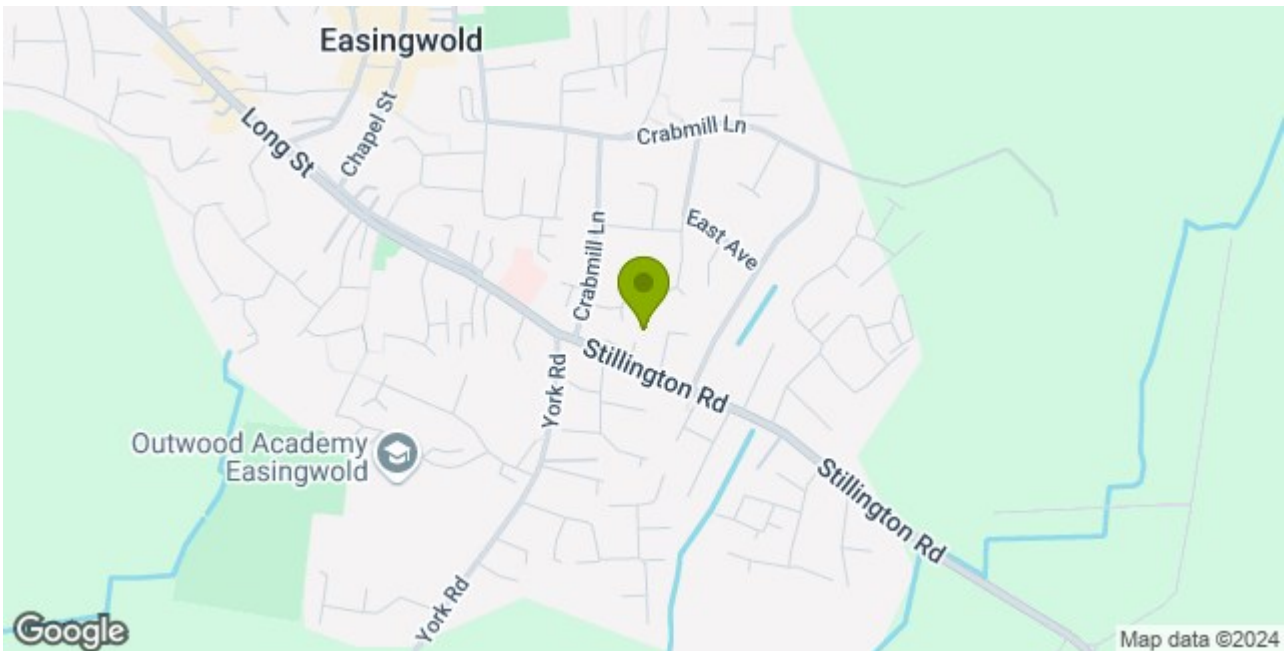 Easingwold
Long St
Chapel St
Crabmill Ln
East Ave
Crabmill Ln
Stillington Rd
York Rd
Outwood Academy
Easingwold
Stillington Rd
York Rd
Google
Map data ©2024